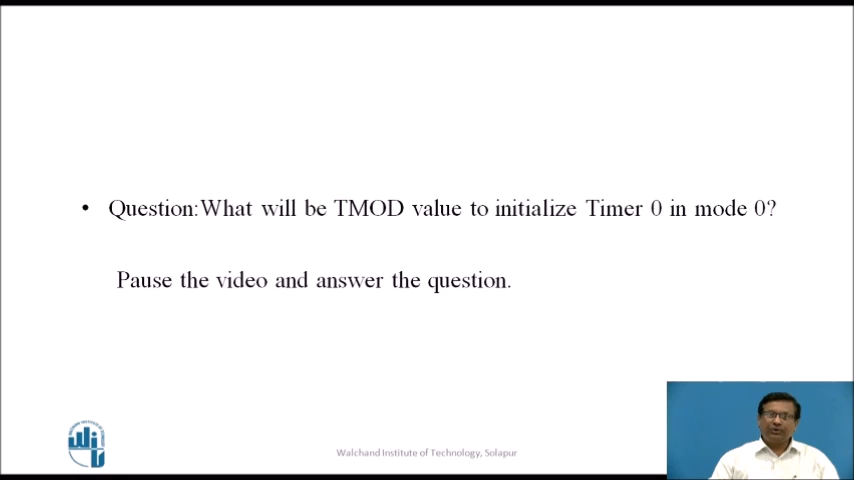 • Question:What will be TMOD value to initialize Timer 0 in mode 0?
Pause the video and answer the question.
Walchand Institute of Technology, Solapur